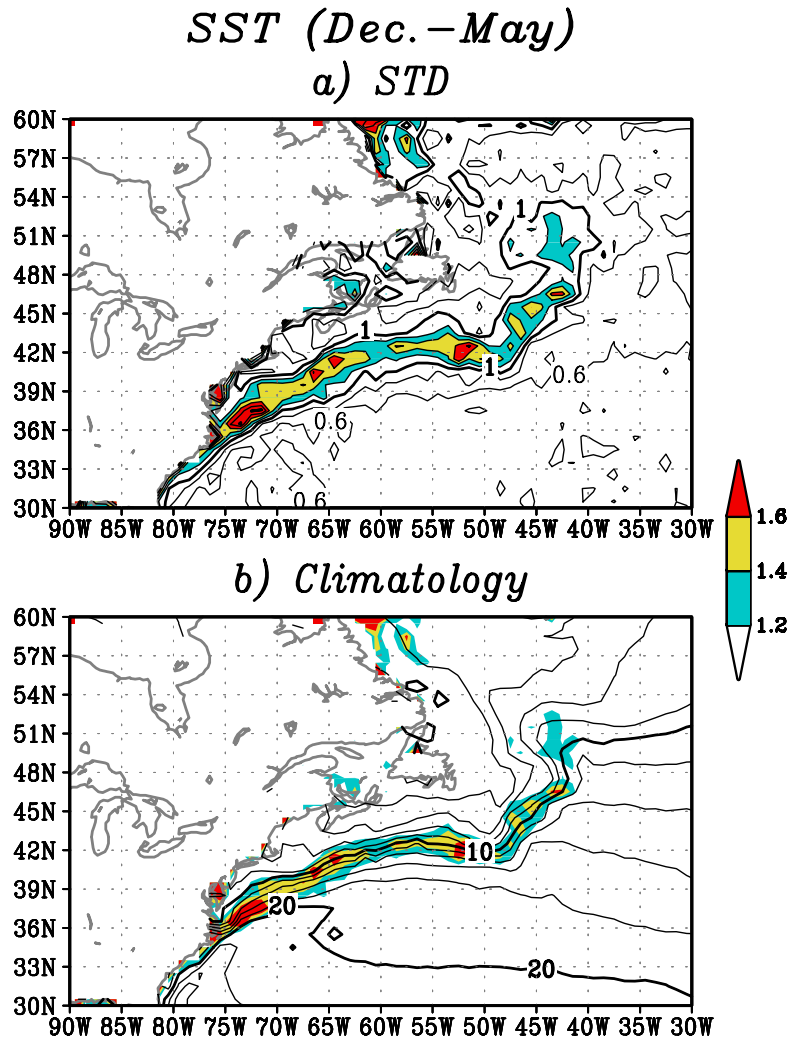 SST (Dec.-May)
a) STD
60N
57N
54N
51N
48N
45N
42N
39N
36N
33N
30N
1
1
1
0.6
0.6
0.6
90W 85W 80W 75W 70W 65W 60W 55W 50W 45W 40W 35W 30W
1.6
1.4
1.2
b) Climatology
60N
57N
54N
51N
48N
45N
42N
39N
36N
33N
30N
10
20
20
90W 85W 80W 75W 70W 65W 60W 55W 50W 45W 40W 35W 30W